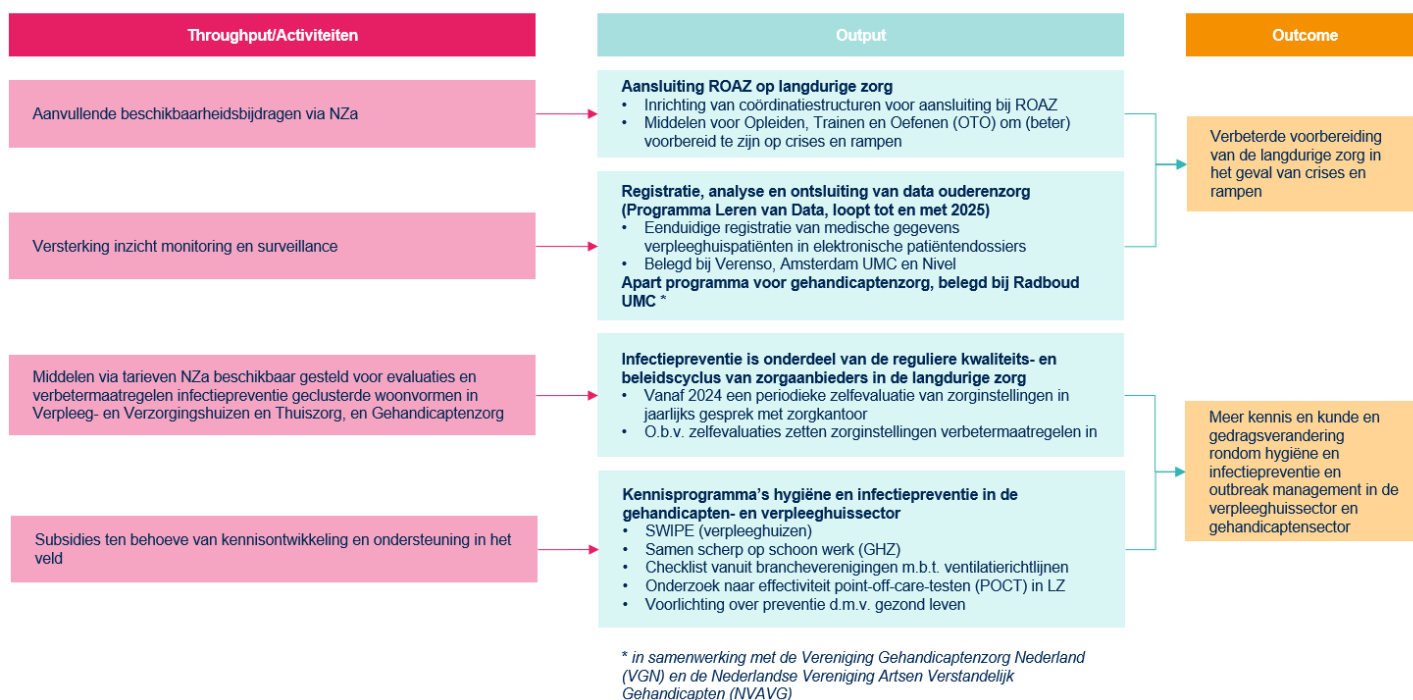 Throughput/Activiteiten
Output
Outcome
Aanvullende beschikbaarheidsbijdragen via NZa
Aansluiting ROAZ op langdurige zorg
• Inrichting van coördinatiestructuren voor aansluiting bij ROAZ
• Middelen voor Opleiden, Trainen en Oefenen (OTO) om (beter)
voorbereid te zijn op crises en rampen
Verbeterde voorbereiding
van de langdurige zorg in
het geval van crises en
rampen
Versterking inzicht monitoring en surveillance
Registratie, analyse en ontsluiting van data ouderenzorg
(Programma Leren van Data, loopt tot en met 2025)
• Eenduidige registratie van medische gegevens
verpleeghuispatiënten in elektronische patiëntendossiers
• Belegd bij Verenso, Amsterdam UMC en Nivel
Apart programma voor gehandicaptenzorg, belegd bij Radboud
UMC *
Middelen via tarieven NZa beschikbaar gesteld voor evaluaties en
verbetermaatregelen infectiepreventie geclusterde woonvormen in
Verpleeg- en Verzorgingshuizen en Thuiszorg, en Gehandicaptenzorg
Infectiepreventie is onderdeel van de reguliere kwaliteits- en
beleidscyclus van zorgaanbieders in de langdurige zorg
• Vanaf 2024 een periodieke zelfevaluatie van zorginstellingen in
jaarlijks gesprek met zorgkantoor
• O.b.v. zelfevaluaties zetten zorginstellingen verbetermaatregelen in
Meer kennis en kunde en
gedragsverandering
rondom hygiëne en
infectiepreventie en
outbreak management in de
verpleeghuissector en
gehandicaptensector
Subsidies ten behoeve van kennisontwikkeling en ondersteuning in het
veld
Kennisprogramma's hygiëne en infectiepreventie in de
gehandicapten- en verpleeghuissector
• SWIPE (verpleeghuizen)
• Samen scherp op schoon werk (GHZ)
• Checklist vanuit brancheverenigingen m.b.t. ventilatierichtlijnen
• Onderzoek naar effectiviteit point-off-care-testen (POCT) in LZ
• Voorlichting over preventie d.m.v. gezond leven
* in samenwerking met de Vereniging Gehandicaptenzorg Nederland
(VGN) en de Nederlandse Vereniging Artsen Verstandelijk
Gehandicapten (NVAVG)